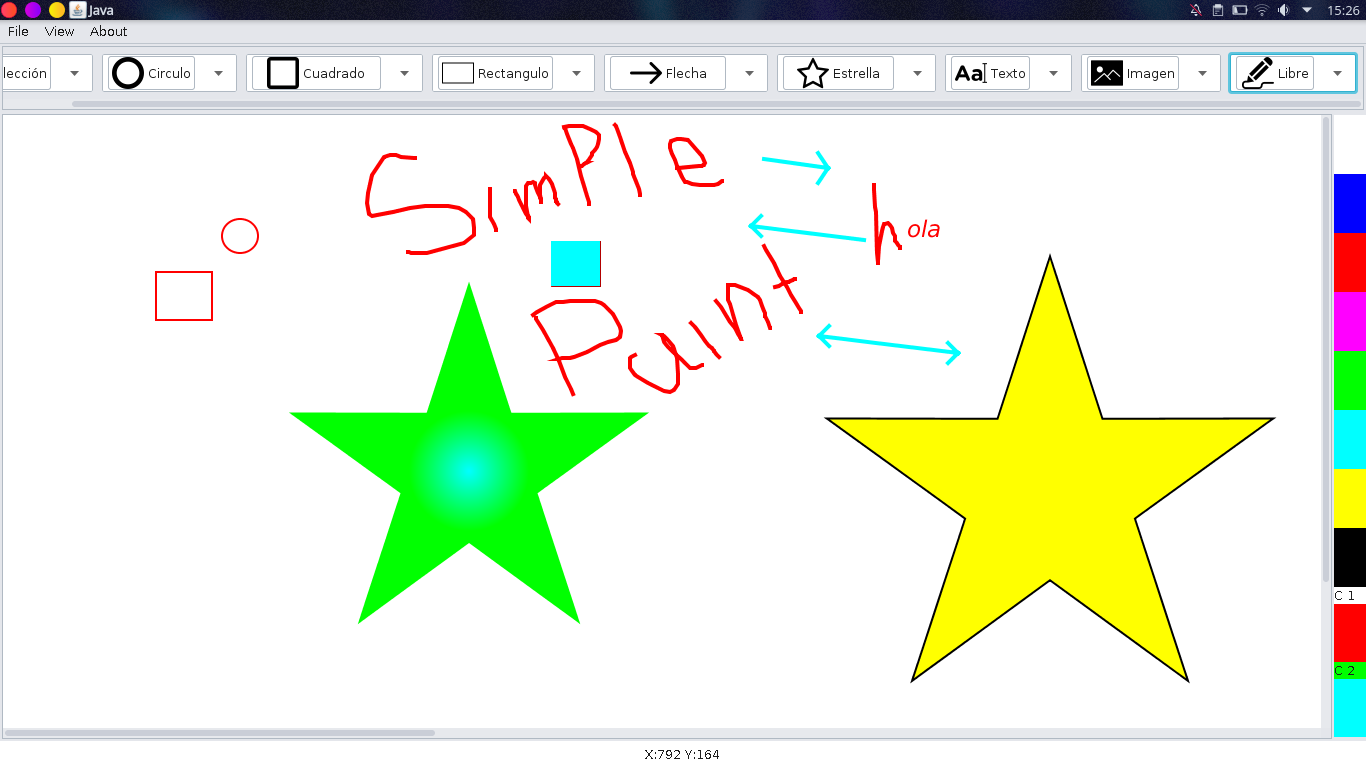 Java
15:26
File View About
lección Circulo Cuadrado Rectangulo Flecha Estrella Aa Texto Imagen Libre
Simple
hola
Paint
C 1
C 2
X:792 Y:164